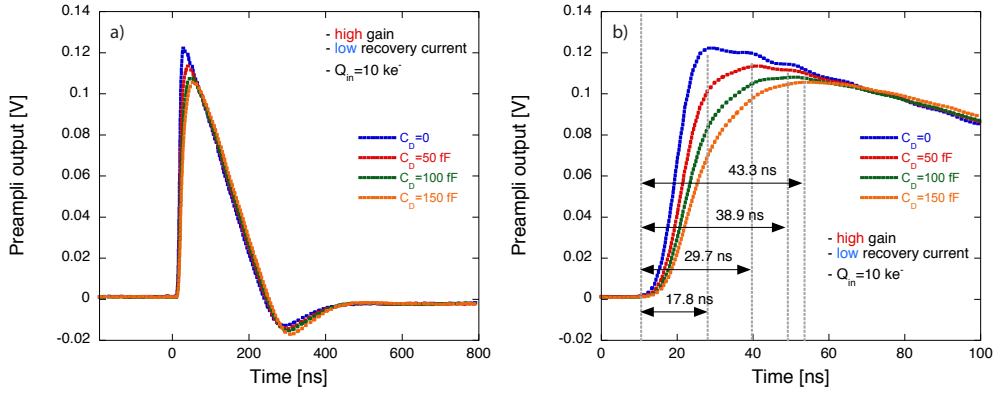 a)
- high gain
- low recovery current
- Q_in=10 ke⁻
C_D=0
C_D=50 fF
C_D=100 fF
C_D=150 fF
0.14
0.12
0.1
0.08
0.06
0.04
0.02
0
-0.02
Preampli output [V]
0
200
400
600
800
Time [ns]
b)
C_D=0
C_D=50 fF
C_D=100 fF
C_D=150 fF
43.3 ns
38.9 ns
29.7 ns
17.8 ns
- high gain
- low recovery current
- Q_in=10 ke⁻
0.14
0.12
0.1
0.08
0.06
0.04
0.02
0
-0.02
Preampli output [V]
0
20
40
60
80
100
Time [ns]